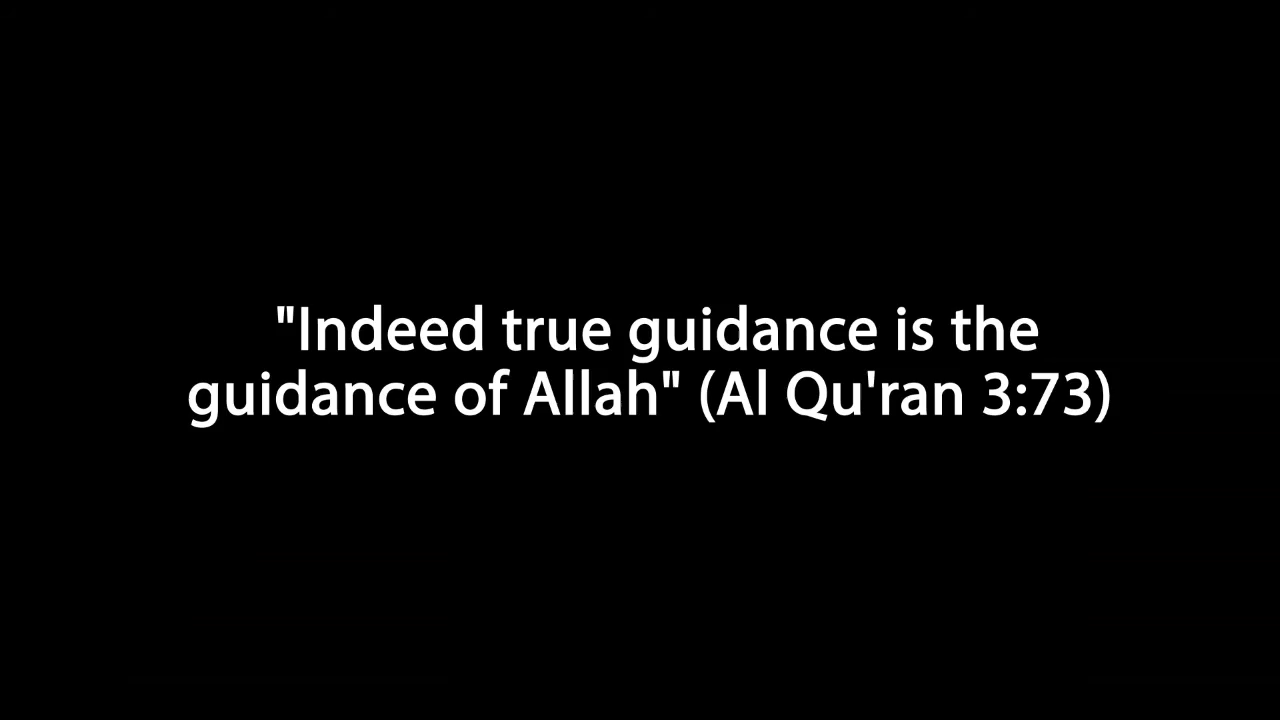 "Indeed true guidance is the
guidance of Allah" (Al Qu'ran 3:73)